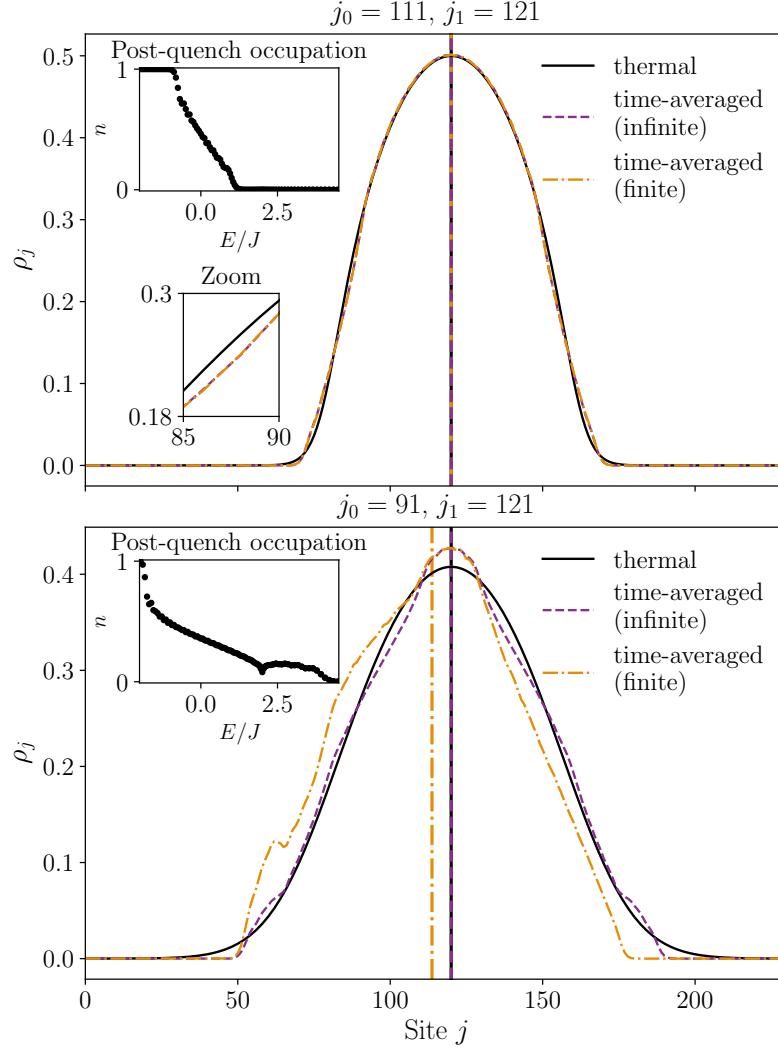 j₀ = 111, j₁ = 121
Post-quench occupation
1
n
0
0.0 2.5
E/J
Zoom
0.3
0.18
85 90
thermal
time-averaged
(infinite)
time-averaged
(finite)
0.5
0.4
0.3
0.2
0.1
0.0
ρⱼ
j₀ = 91, j₁ = 121
Post-quench occupation
1
n
0
0.0 2.5
E/J
thermal
time-averaged
(infinite)
time-averaged
(finite)
0.4
0.3
0.2
0.1
0.0
ρⱼ
0 50 100 150 200
Site j